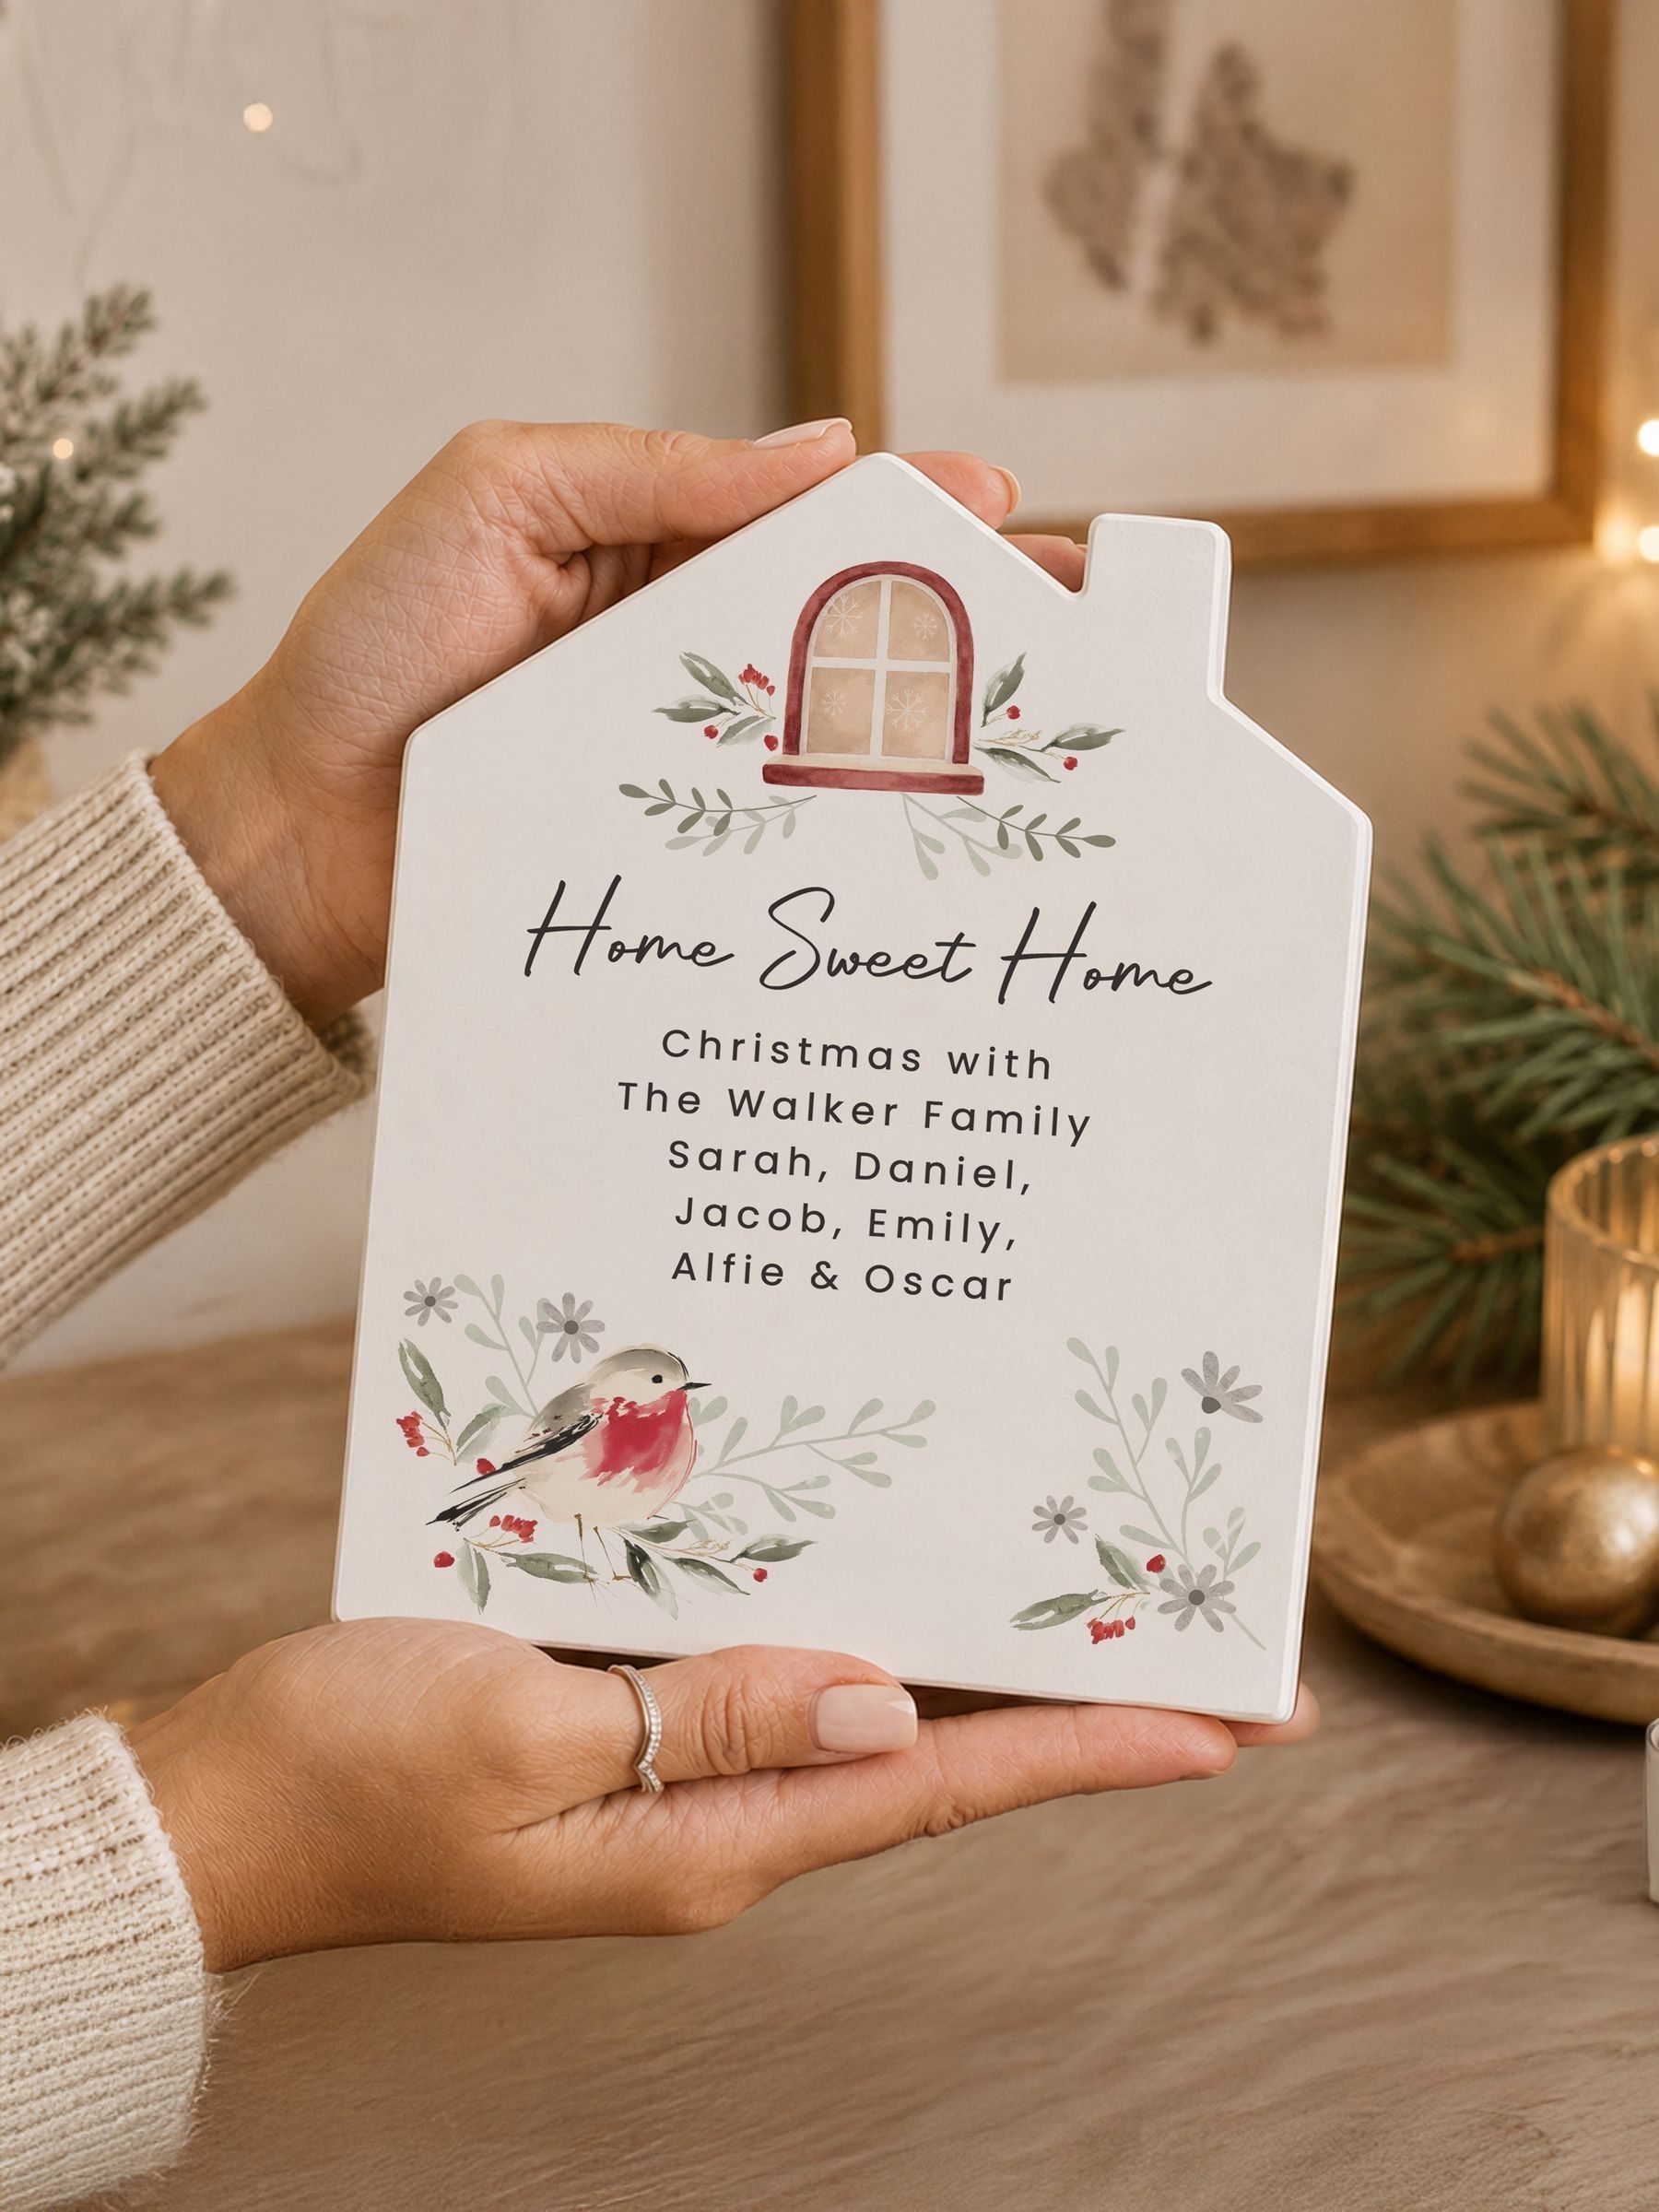 Home Sweet Home
Christmas with
The Walker Family
Sarah, Daniel,
Jacob, Emily,
Alfie & Oscar